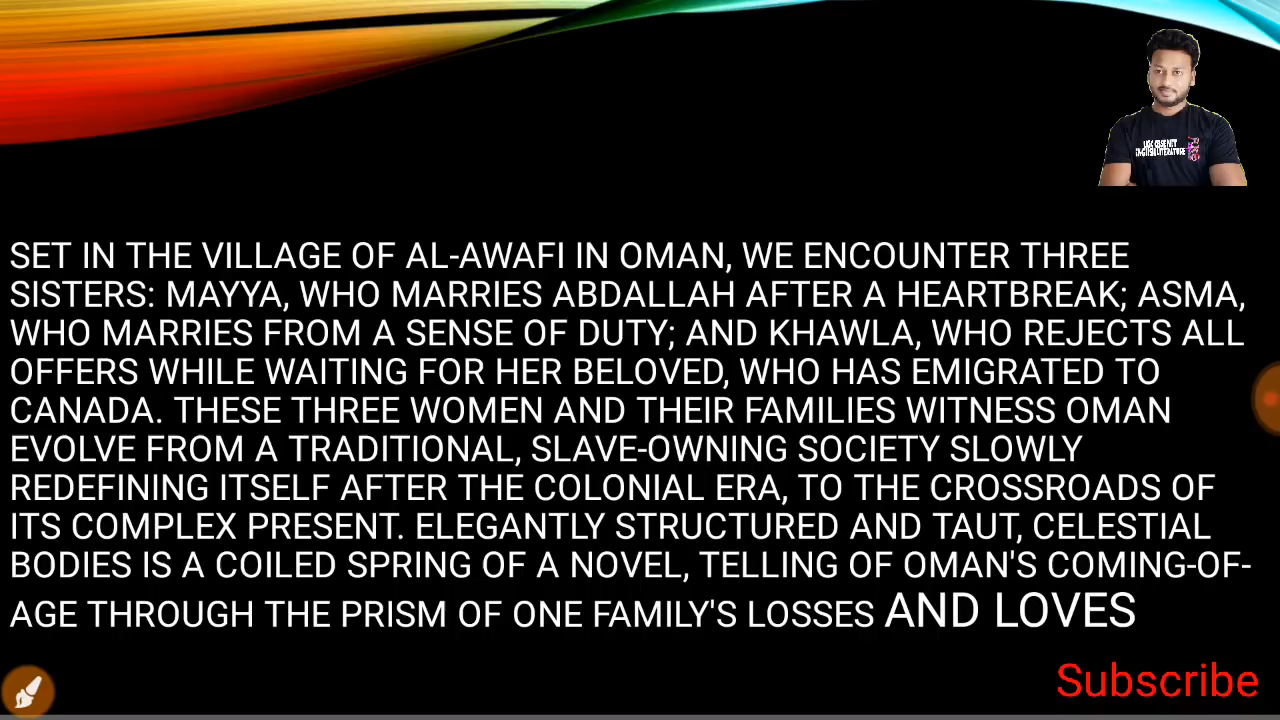 SET IN THE VILLAGE OF AL-AWAFI IN OMAN, WE ENCOUNTER THREE
SISTERS: MAYYA, WHO MARRIES ABDALLAH AFTER A HEARTBREAK; ASMA,
WHO MARRIES FROM A SENSE OF DUTY; AND KHAWLA, WHO REJECTS ALL
OFFERS WHILE WAITING FOR HER BELOVED, WHO HAS EMIGRATED TO
CANADA. THESE THREE WOMEN AND THEIR FAMILIES WITNESS OMAN
EVOLVE FROM A TRADITIONAL, SLAVE-OWNING SOCIETY SLOWLY
REDEFINING ITSELF AFTER THE COLONIAL ERA, TO THE CROSSROADS OF
ITS COMPLEX PRESENT. ELEGANTLY STRUCTURED AND TAUT, CELESTIAL
BODIES IS A COILED SPRING OF A NOVEL, TELLING OF OMAN'S COMING-OF-
AGE THROUGH THE PRISM OF ONE FAMILY'S LOSSES AND LOVES
Subscribe